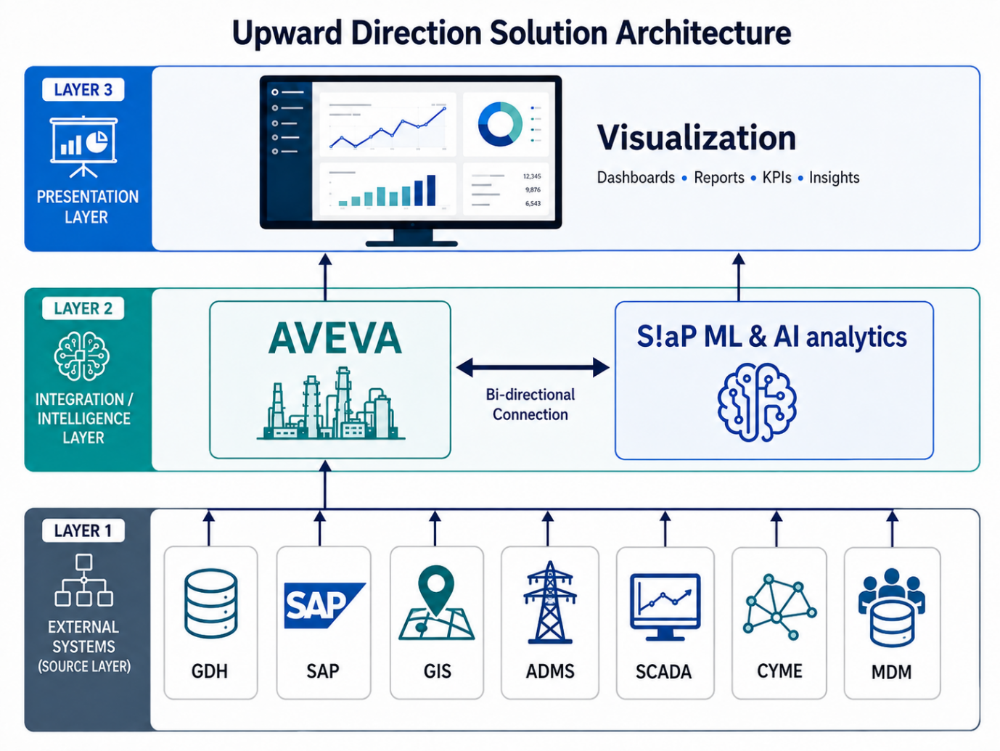 Upward Direction Solution Architecture
LAYER 3
PRESENTATION
LAYER
12,345
9,876
6,543
Visualization
Dashboards • Reports • KPIs • Insights
LAYER 2
INTEGRATION /
INTELLIGENCE
LAYER
AVEVA
Bi-directional
Connection
S!aP ML & AI analytics
LAYER 1
EXTERNAL
SYSTEMS
(SOURCE LAYER)
GDH
SAP
SAP
GIS
ADMS
SCADA
CYME
MDM